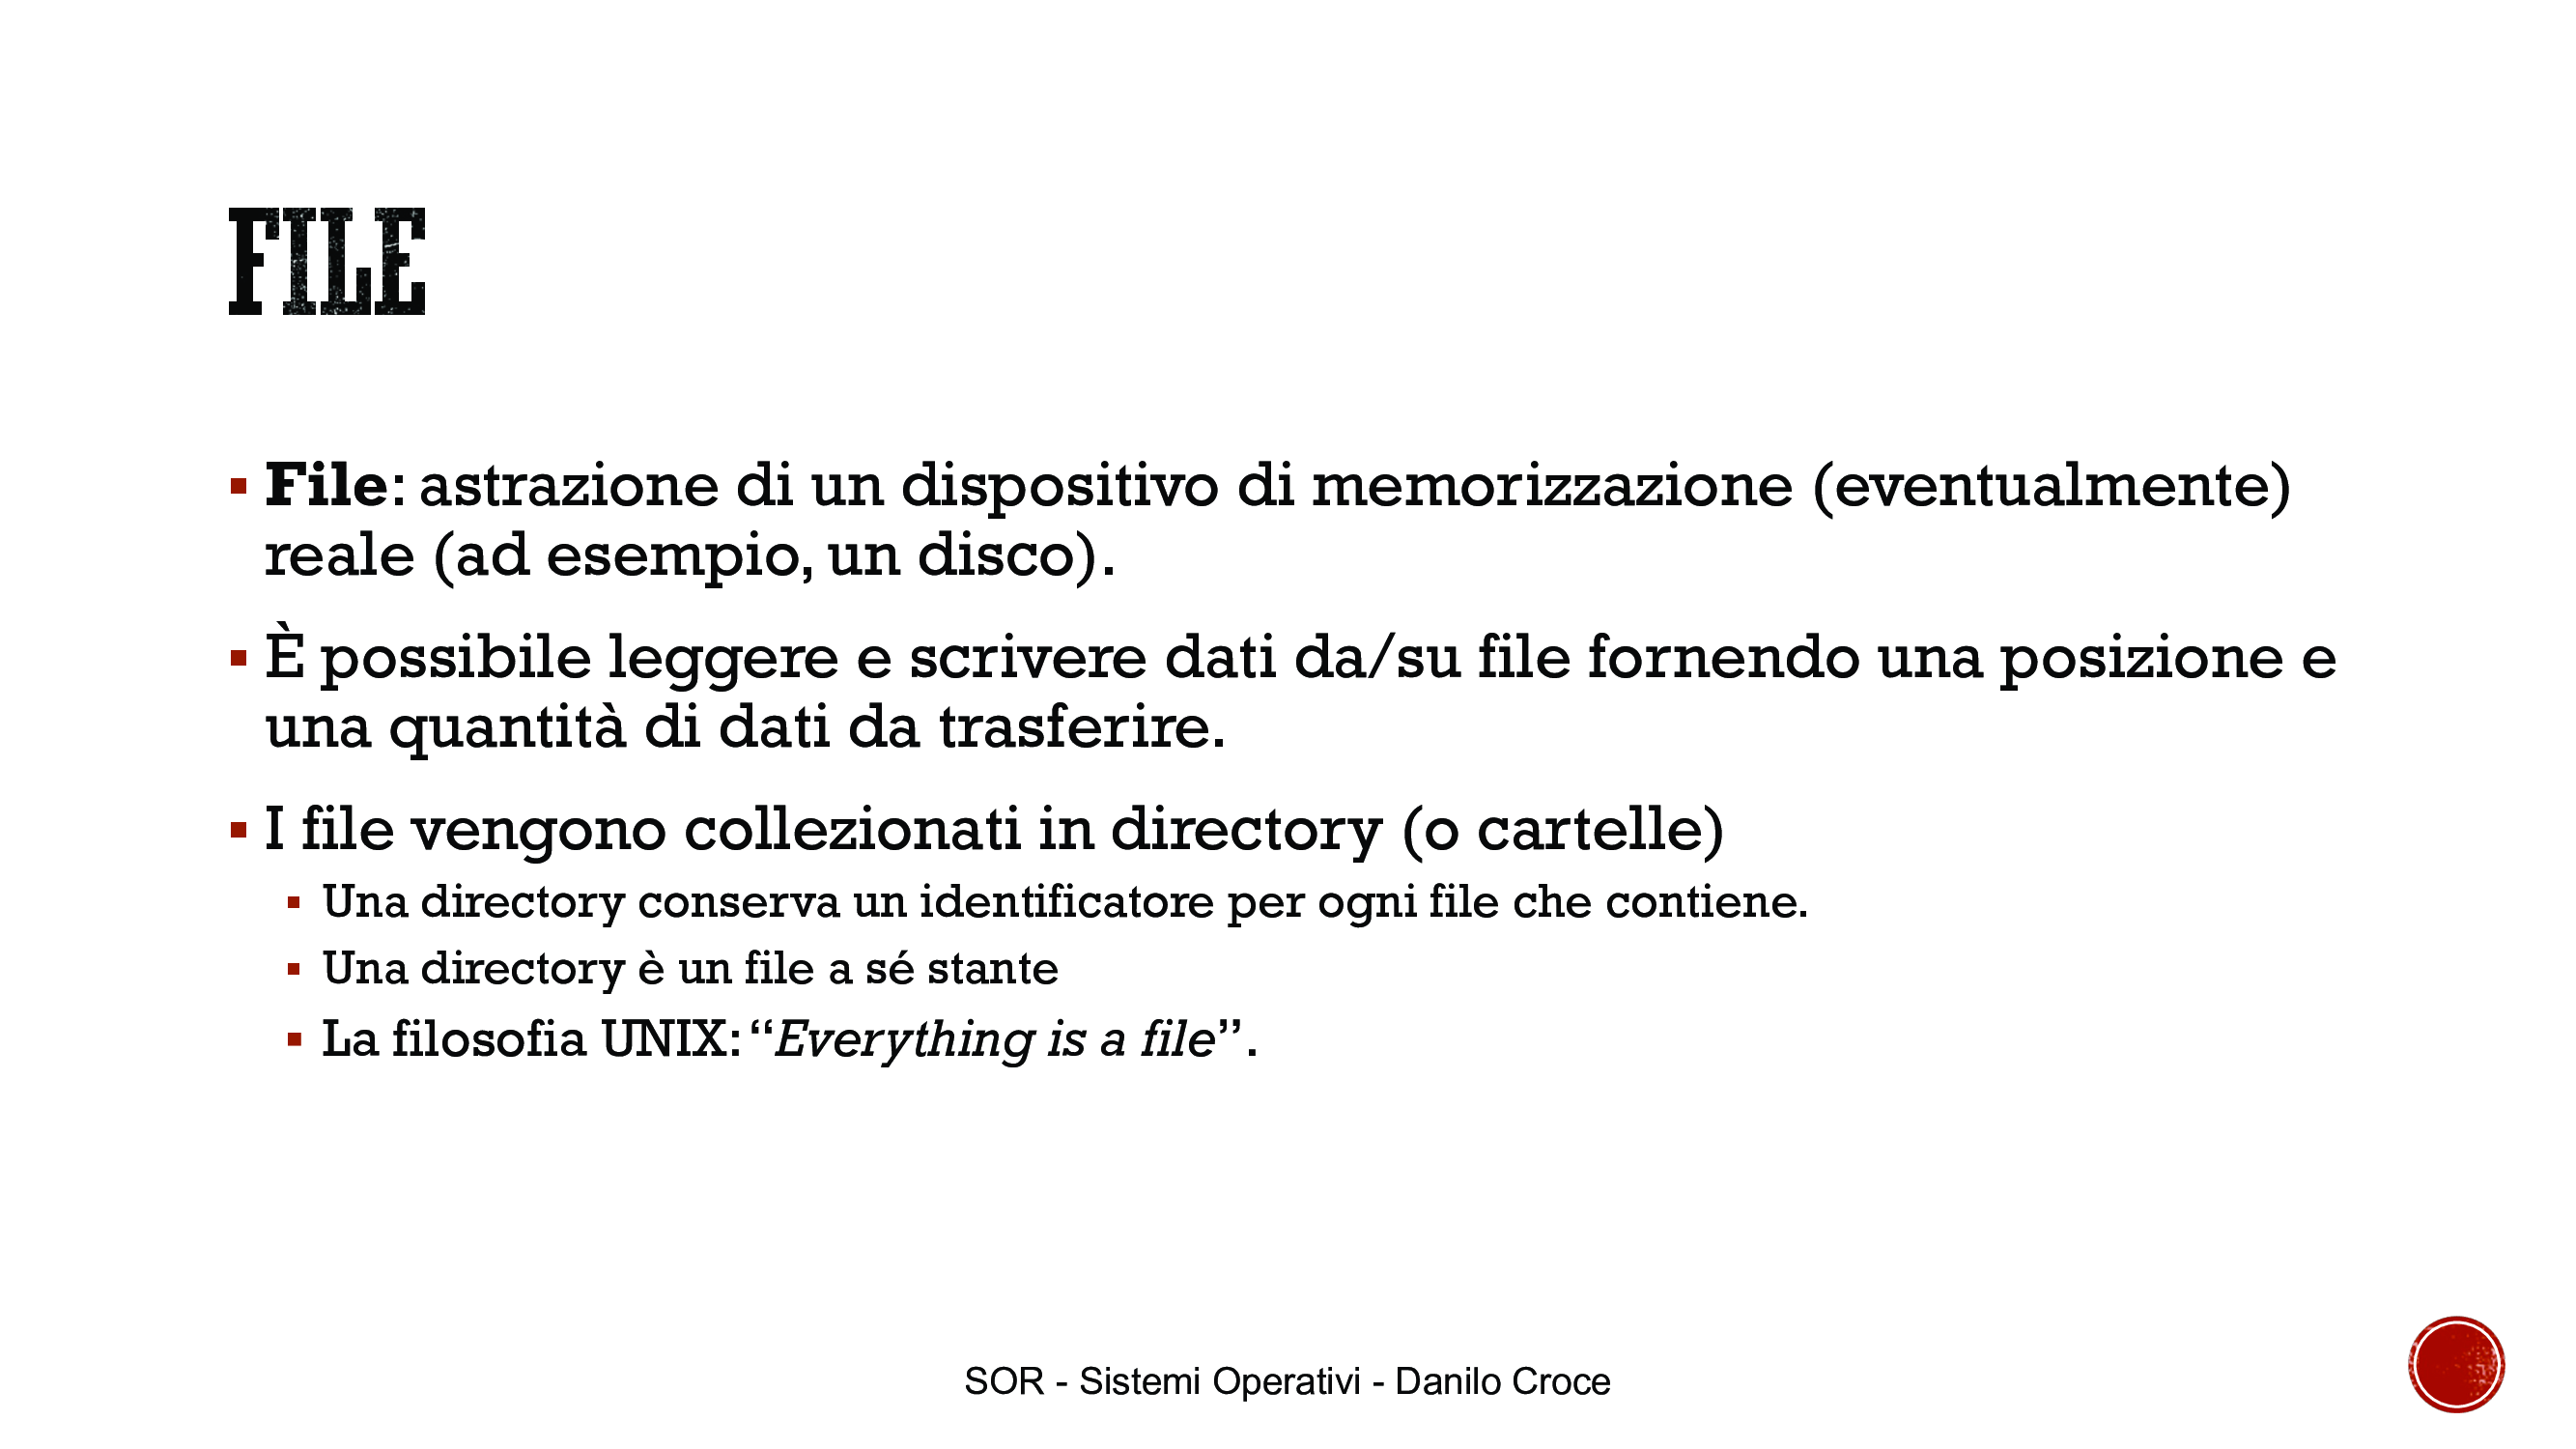 FILE
▪ File: astrazione di un dispositivo di memorizzazione (eventualmente)
reale (ad esempio, un disco).
▪ È possibile leggere e scrivere dati da/su file fornendo una posizione e
una quantità di dati da trasferire.
▪ I file vengono collezionati in directory (o cartelle)
▪ Una directory conserva un identificatore per ogni file che contiene.
▪ Una directory è un file a sé stante
▪ La filosofia UNIX: “Everything is a file”.
SOR - Sistemi Operativi - Danilo Croce